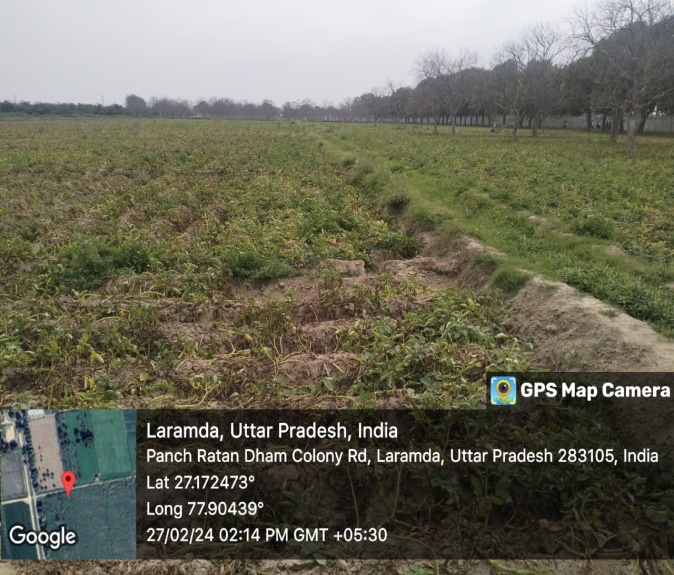 GPS Map Camera
Laramda, Uttar Pradesh, India
Panch Ratan Dham Colony Rd, Laramda, Uttar Pradesh 283105, India
Lat 27.172473°
Long 77.90439°
27/02/24 02:14 PM GMT +05:30
Google